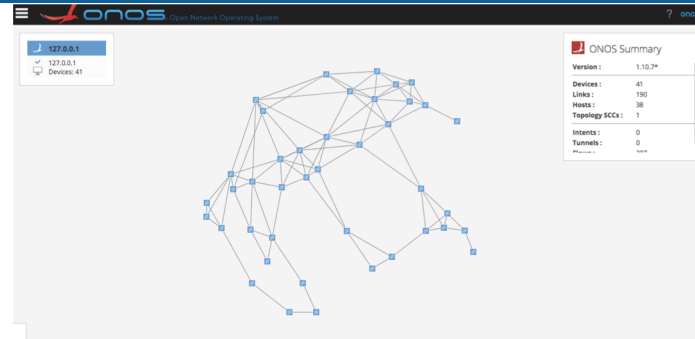 ONOS Open Network Operating System
?
127.0.0.1
127.0.0.1
Devices: 41
ONOS Summary
Version : 1.10.7*
Devices : 41
Links : 190
Hosts : 38
Topology SCCs : 1
Intents : 0
Tunnels : 0